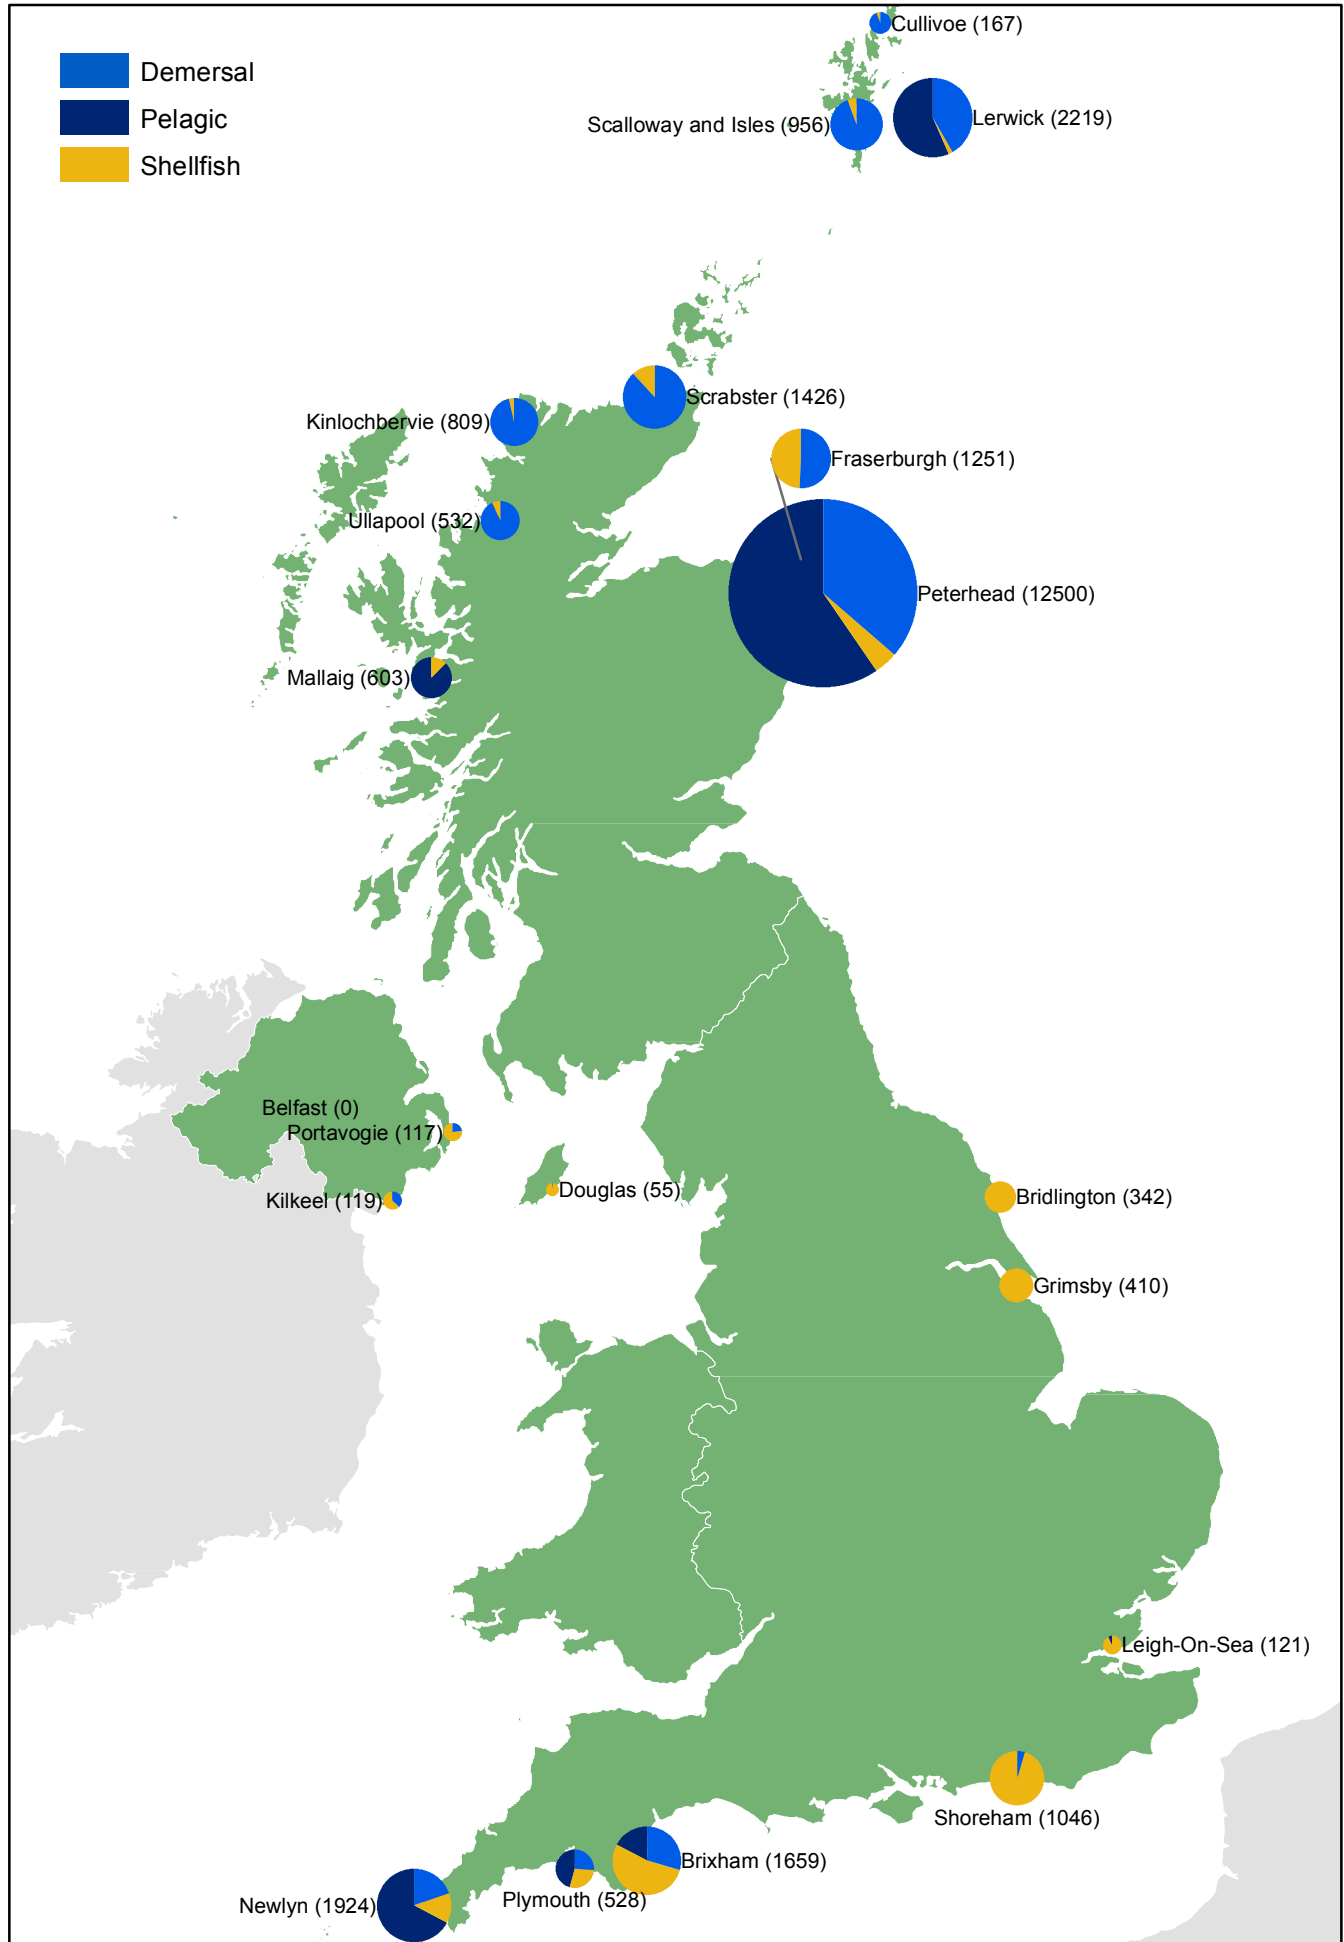 Cullivoe (167)
Demersal
Pelagic
Shellfish
Lerwick (2219)
Scalloway and Isles (956)
Scrabster (1426)
Kinlochbervie (809)
Fraserburgh (1251)
Ullapool (532)
Peterhead (12500)
Mallaig (603)
Belfast (0)
Portavogie (117)
Douglas (55)
Kilkeel (119)
Bridlington (342)
Grimsby (410)
Leigh-On-Sea (121)
Shoreham (1046)
Brixham (1659)
Plymouth (528)
Newlyn (1924)